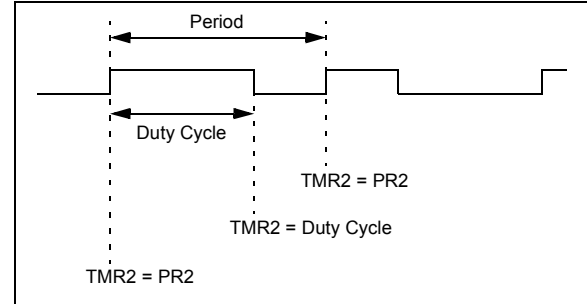 Period
Duty Cycle
TMR2 = PR2
TMR2 = Duty Cycle
TMR2 = PR2